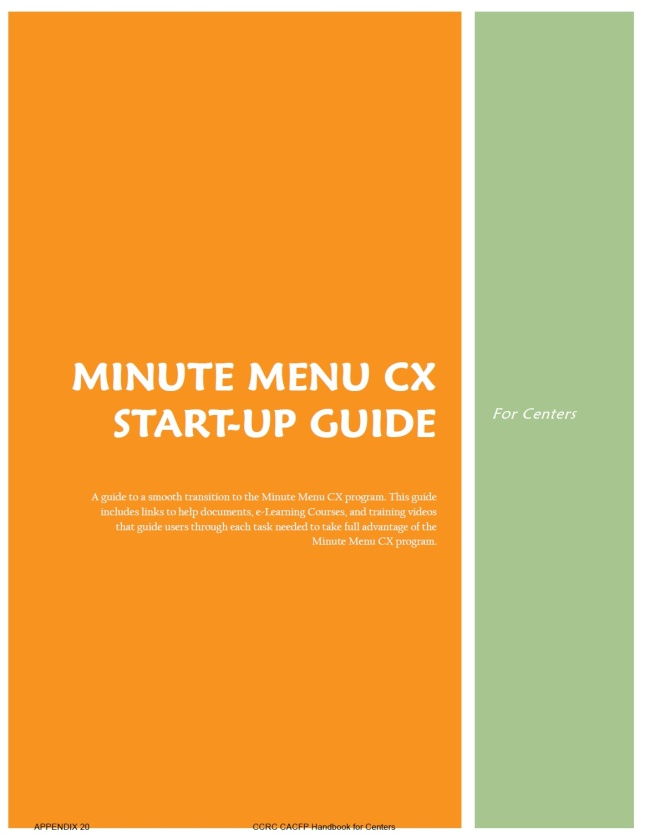 MINUTE MENU CX
START-UP GUIDE
For Centers
A guide to a smooth transition to the Minute Menu CX program. This guide
includes links to help documents, e-Learning Courses, and training videos
that guide users through each task needed to take full advantage of the
Minute Menu CX program.
APPENDIX 20
CCRC CACFP Handbook for Centers